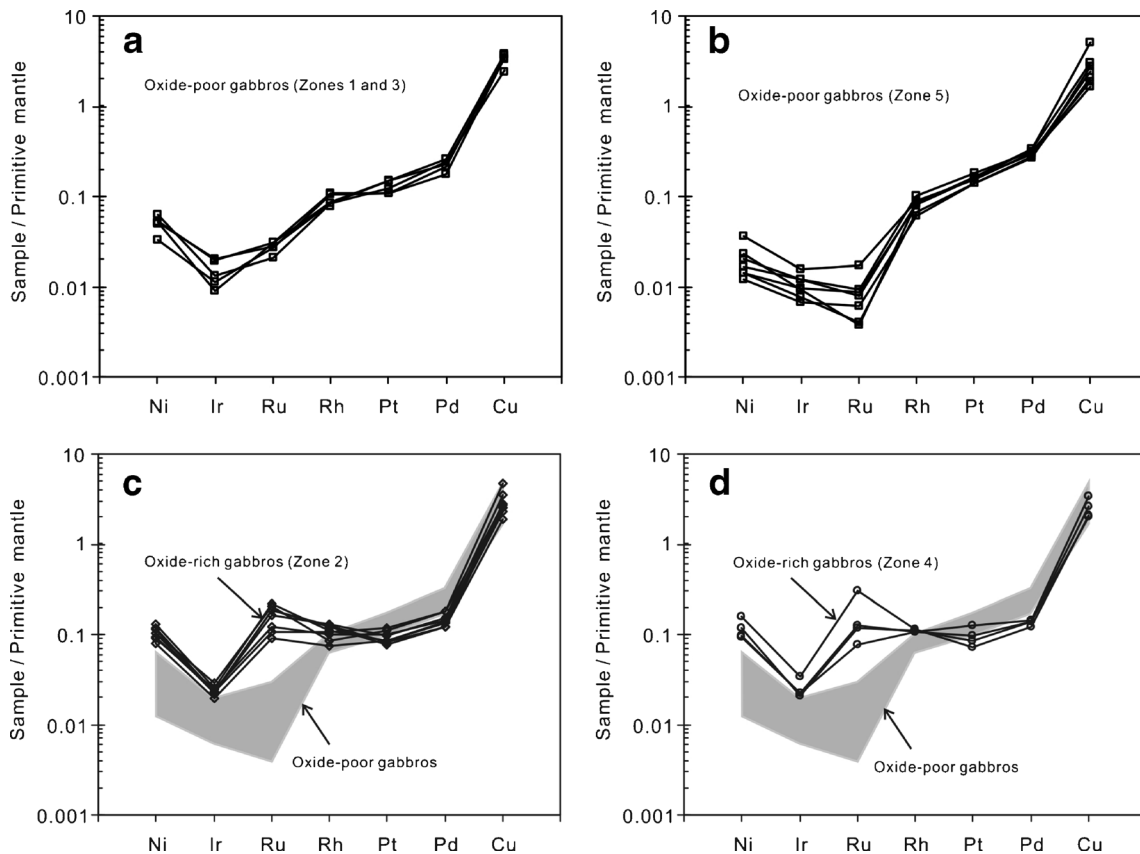 a
Oxide-poor gabbros (Zones 1 and 3)
Sample / Primitive mantle
10
1
0.1
0.01
0.001
Ni Ir Ru Rh Pt Pd Cu
b
Oxide-poor gabbros (Zone 5)
Sample / Primitive mantle
10
1
0.1
0.01
0.001
Ni Ir Ru Rh Pt Pd Cu
c
Oxide-rich gabbros (Zone 2)
Oxide-poor gabbros
Sample / Primitive mantle
10
1
0.1
0.01
0.001
Ni Ir Ru Rh Pt Pd Cu
d
Oxide-rich gabbros (Zone 4)
Oxide-poor gabbros
Sample / Primitive mantle
10
1
0.1
0.01
0.001
Ni Ir Ru Rh Pt Pd Cu